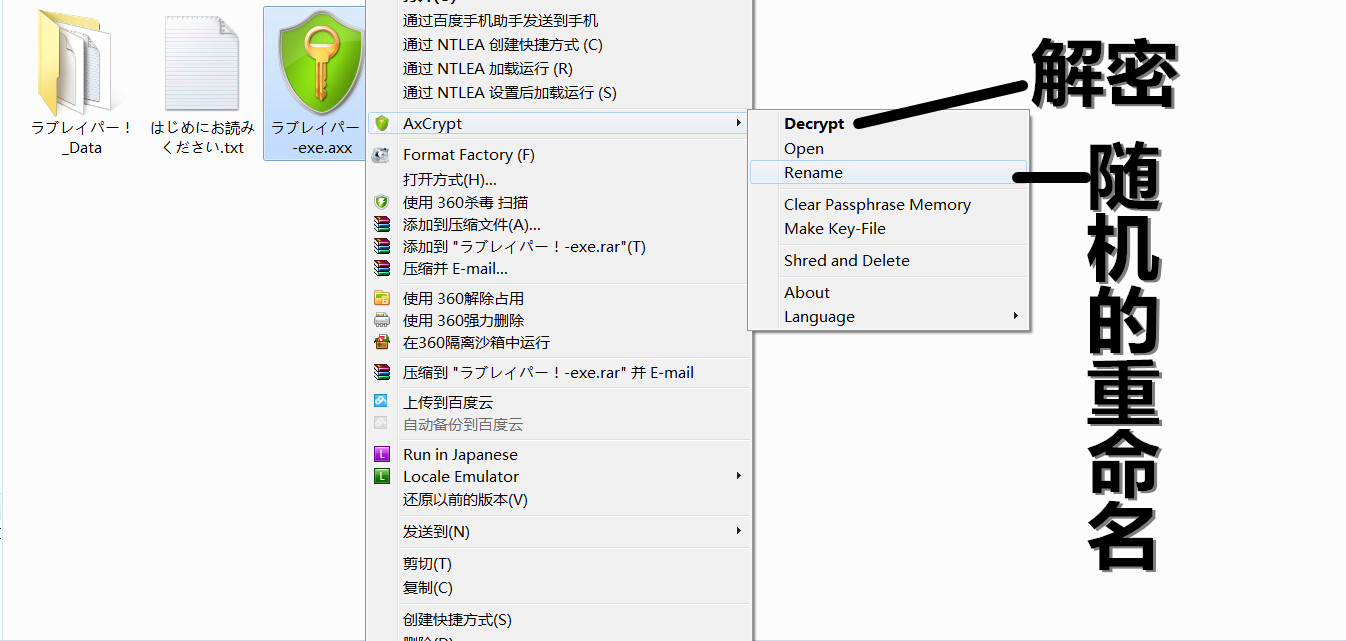 ラブレイパー！
_Data
はじめにお読み
ください.txt
ラブレイパー
-exe.axx
通过百度手机助手发送到手机
通过 NTLEA 创建快捷方式 (C)
通过 NTLEA 加载运行 (R)
通过 NTLEA 设置后加载运行 (S)
AxCrypt
Format Factory (F)
打开方式(H)...
使用 360杀毒 扫描
添加到压缩文件(A)...
添加到 "ラブレイパー！-exe.rar"(T)
压缩并 E-mail...
使用 360解除占用
使用 360强力删除
在360隔离沙箱中运行
压缩到 "ラブレイパー！-exe.rar" 并 E-mail
上传到百度云
自动备份到百度云
Run in Japanese
Locale Emulator
还原以前的版本(V)
发送到(N)
剪切(T)
复制(C)
创建快捷方式(S)
删除(D)
Decrypt
Open
Rename
Clear Passphrase Memory
Make Key-File
Shred and Delete
About
Language
解密
随机的重命名